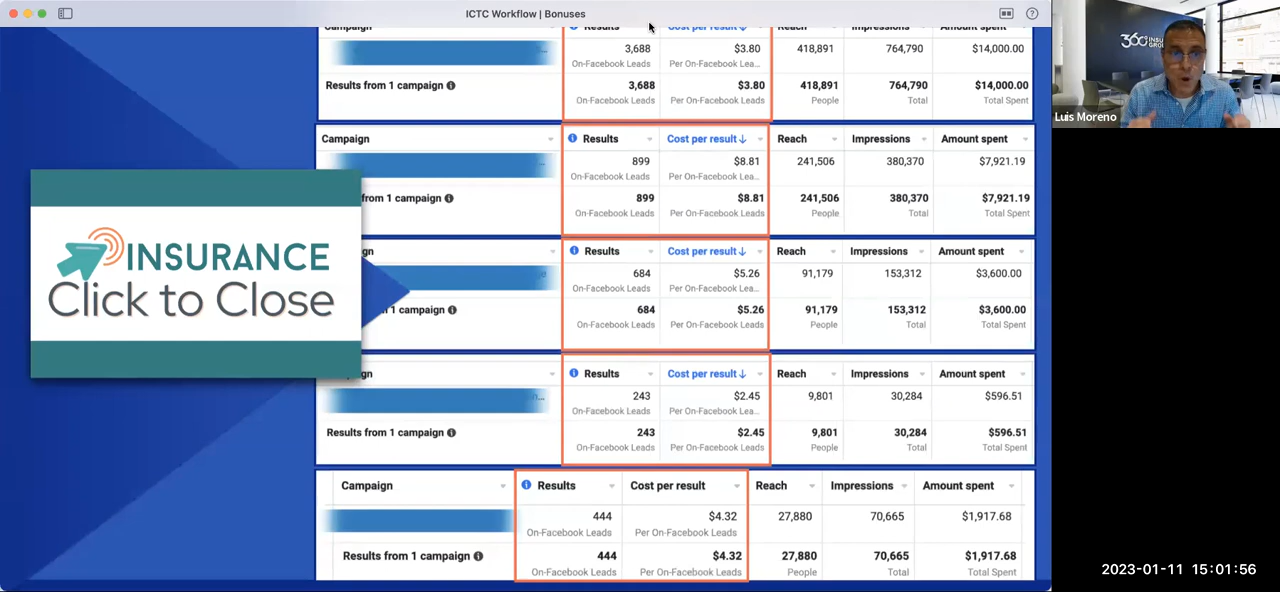 ICTC Workflow | Bonuses
Campaign Results Cost per result↓ Reach Impressions Amount spent
3,688 $3.80 418,891 764,790 $14,000.00
On-Facebook Leads Per On-Facebook Lea...
Results from 1 campaign 3,688 $3.80 418,891 764,790 $14,000.00
On-Facebook Leads Per On-Facebook Leads People Total Total Spent
Campaign Results Cost per result↓ Reach Impressions Amount spent
899 $8.81 241,506 380,370 $7,921.19
On-Facebook Leads Per On-Facebook Lea...
from 1 campaign 899 $8.81 241,506 380,370 $7,921.19
On-Facebook Leads Per On-Facebook Leads People Total Total Spent
gn Results Cost per result↓ Reach Impressions Amount spent
684 $5.26 91,179 153,312 $3,600.00
On-Facebook Leads Per On-Facebook Lea...
1 campaign 684 $5.26 91,179 153,312 $3,600.00
On-Facebook Leads Per On-Facebook Leads People Total Total Spent
gn Results Cost per result↓ Reach Impressions Amount spent
243 $2.45 9,801 30,284 $596.51
On-Facebook Leads Per On-Facebook Lea...
Results from 1 campaign 243 $2.45 9,801 30,284 $596.51
On-Facebook Leads Per On-Facebook Leads People Total Total Spent
Campaign Results Cost per result Reach Impressions Amount spent
444 $4.32 27,880 70,665 $1,917.68
On-Facebook Leads Per On-Facebook Leads
Results from 1 campaign 444 $4.32 27,880 70,665 $1,917.68
On-Facebook Leads Per On-Facebook Leads People Total Total Spent
INSURANCE
Click to Close
360
Luis Moreno
2023-01-11 15:01:56